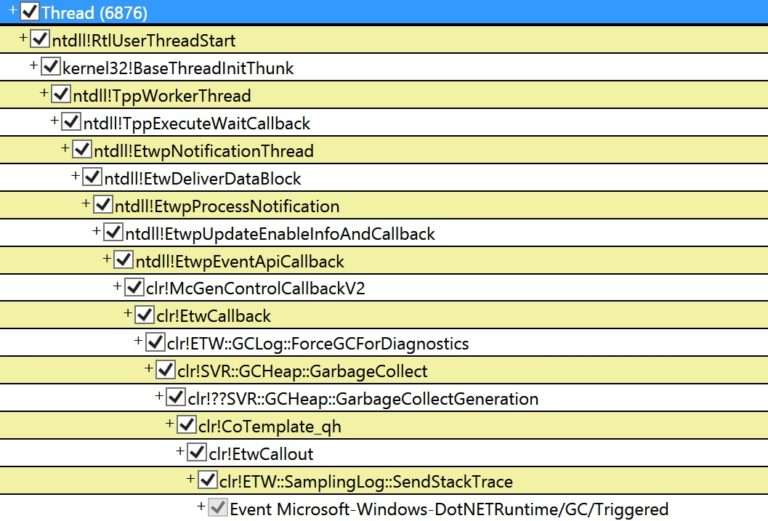 Thread (6876)
ntdll!RtlUserThreadStart
kernel32!BaseThreadInitThunk
ntdll!TppWorkerThread
ntdll!TppExecuteWaitCallback
ntdll!EtwpNotificationThread
ntdll!EtwDeliverDataBlock
ntdll!EtwpProcessNotification
ntdll!EtwpUpdateEnableInfoAndCallback
ntdll!EtwpEventApiCallback
clr!McGenControlCallbackV2
clr!EtwCallback
clr!ETW::GCLog::ForceGCForDiagnostics
clr!SVR::GCHeap::GarbageCollect
clr!??SVR::GCHeap::GarbageCollectGeneration
clr!CoTemplate_qh
clr!EtwCallout
clr!ETW::SamplingLog::SendStackTrace
Event Microsoft-Windows-DotNETRuntime/GC/Triggered